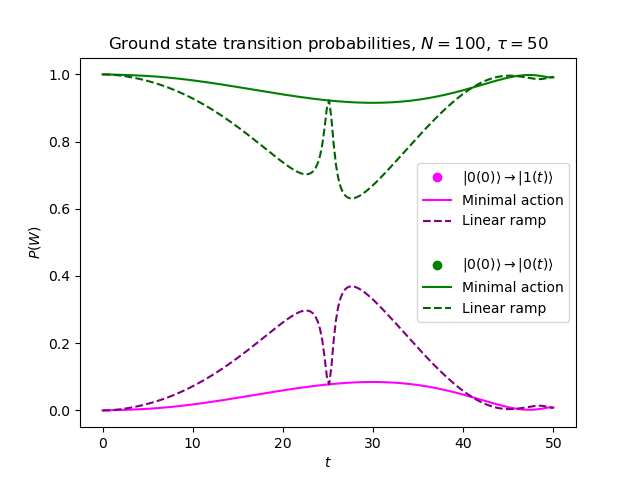 Ground state transition probabilities, N = 100, τ = 50
1.0
0.8
0.6
0.4
0.2
0.0
P(W)
|0(0)⟩ → |1(t)⟩
Minimal action
Linear ramp
|0(0)⟩ → |0(t)⟩
Minimal action
Linear ramp
0 10 20 30 40 50
t